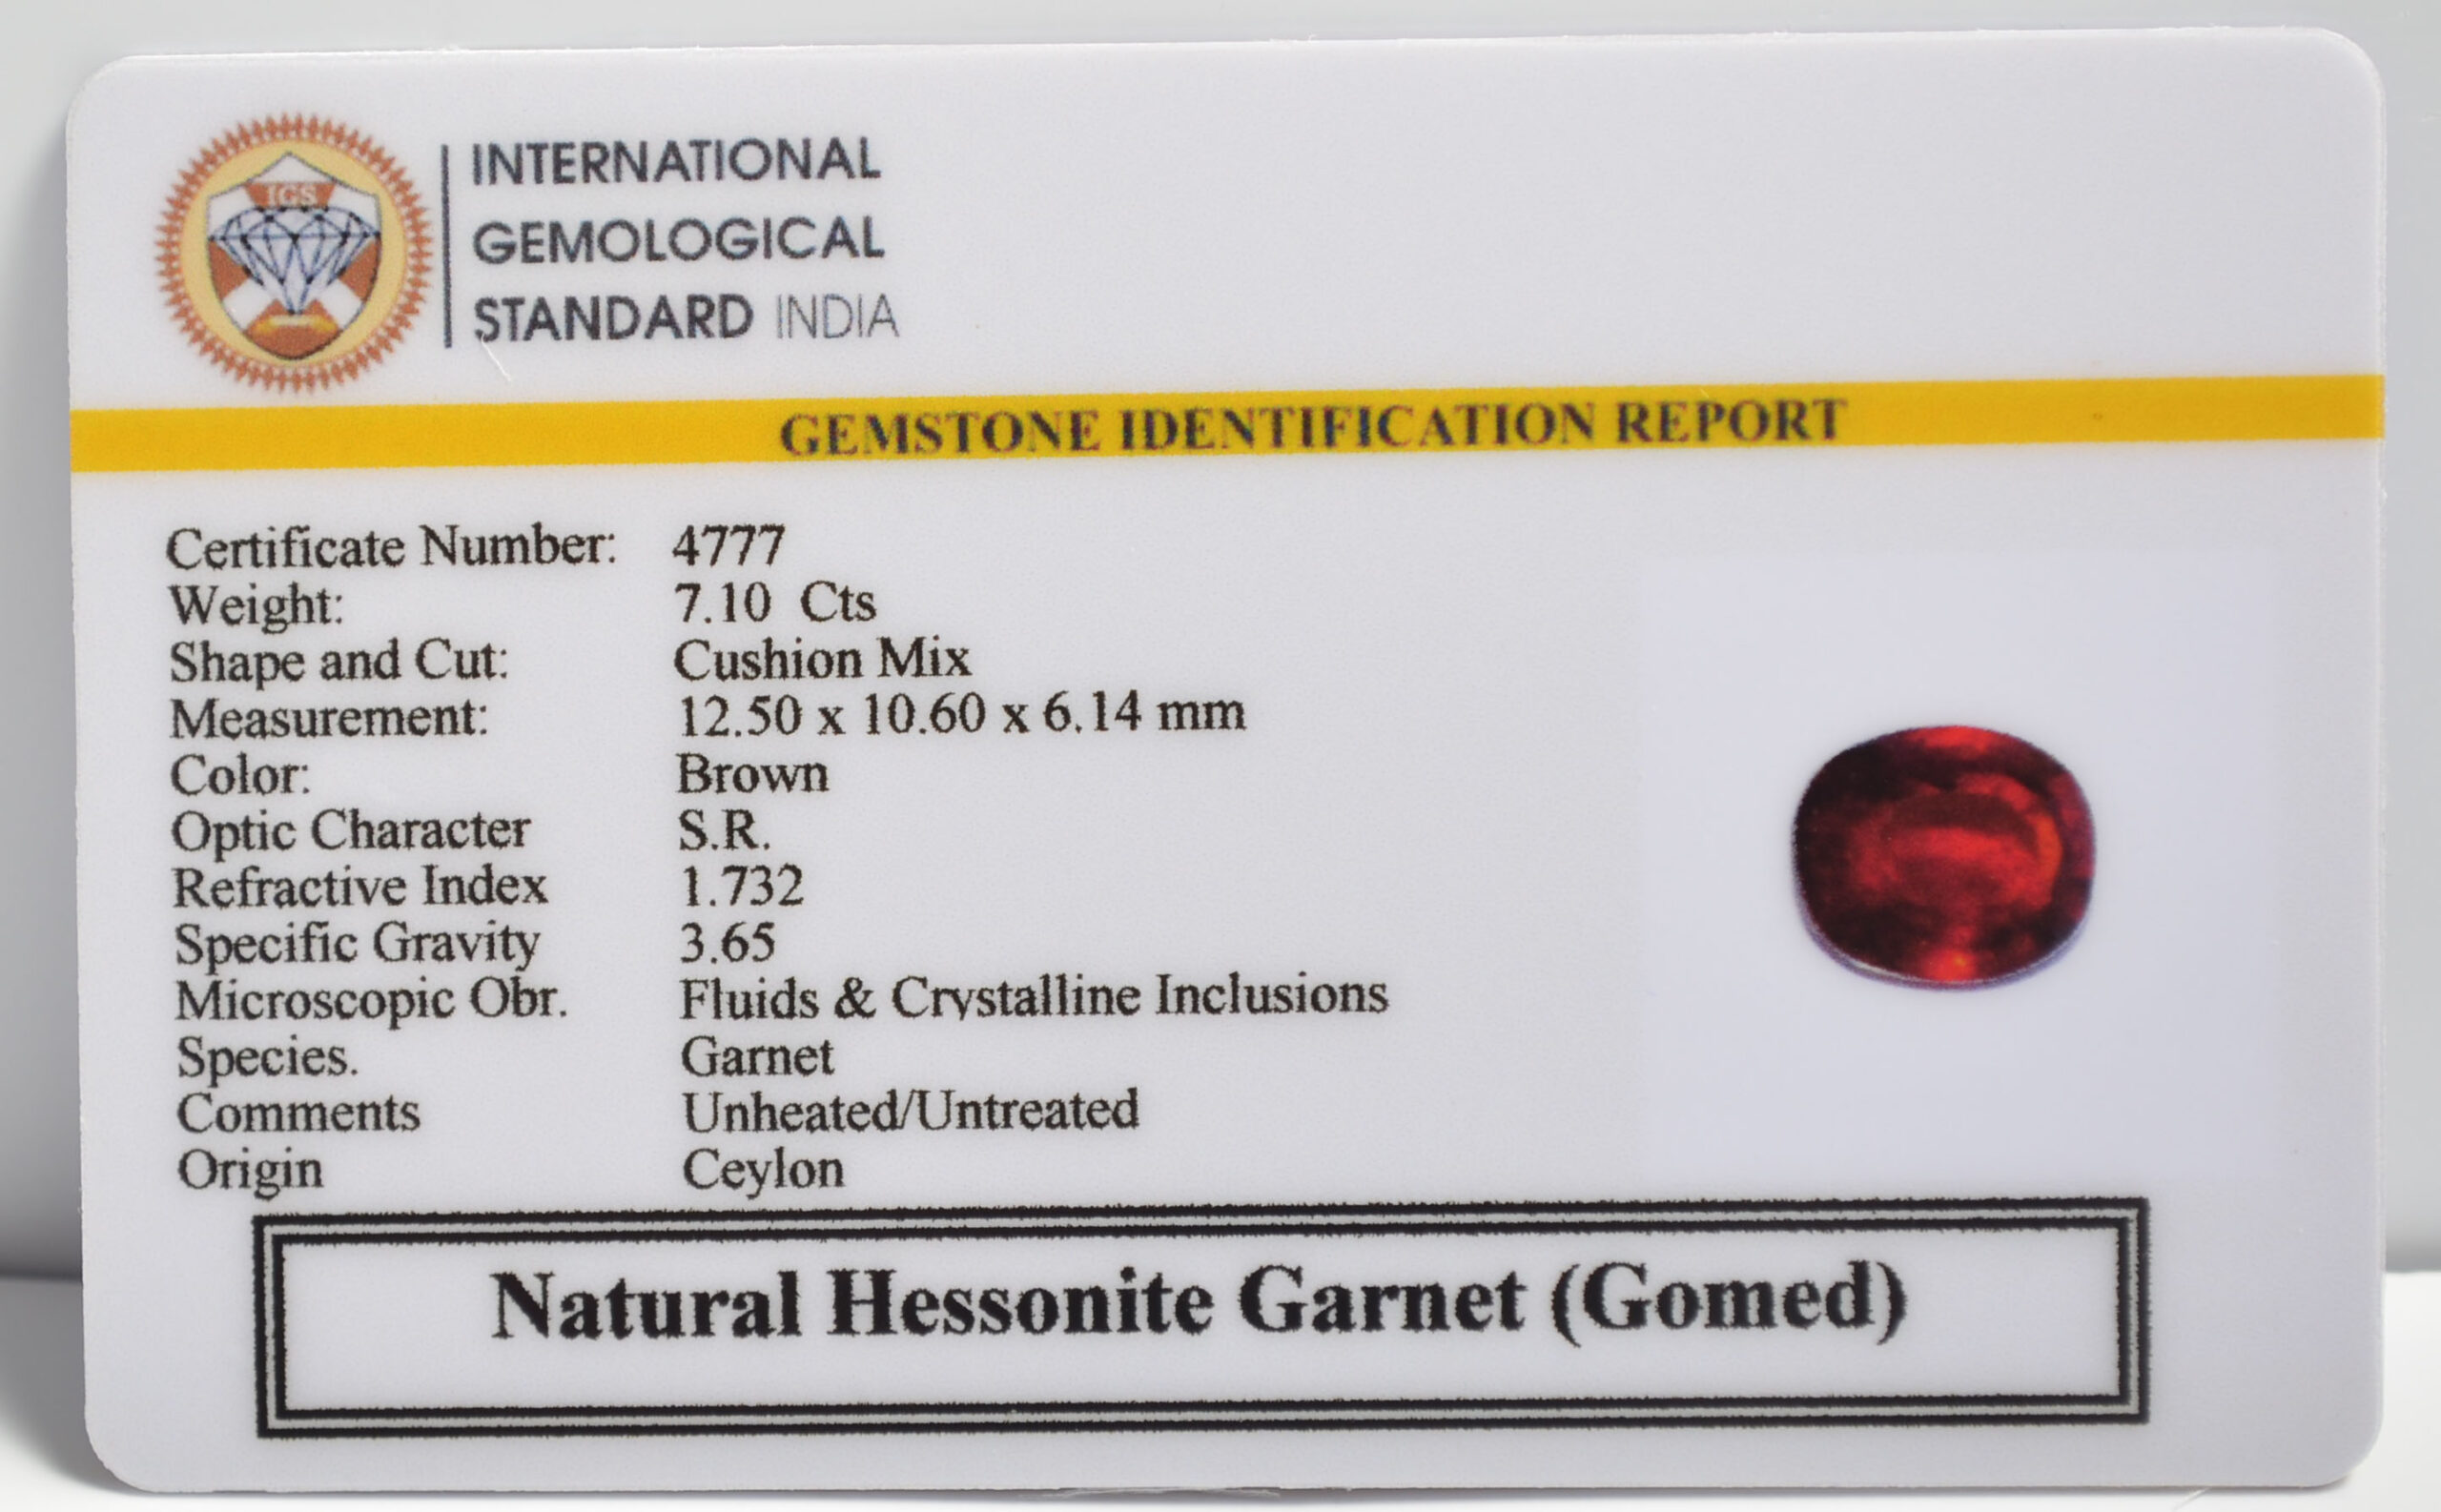 IGS
INTERNATIONAL
GEMOLOGICAL
STANDARD INDIA
GEMSTONE IDENTIFICATION REPORT
Certificate Number: 4777
Weight: 7.10 Cts
Shape and Cut: Cushion Mix
Measurement: 12.50 x 10.60 x 6.14 mm
Color: Brown
Optic Character S.R.
Refractive Index 1.732
Specific Gravity 3.65
Microscopic Obr. Fluids & Crystalline Inclusions
Species. Garnet
Comments Unheated/Untreated
Origin Ceylon
Natural Hessonite Garnet (Gomed)